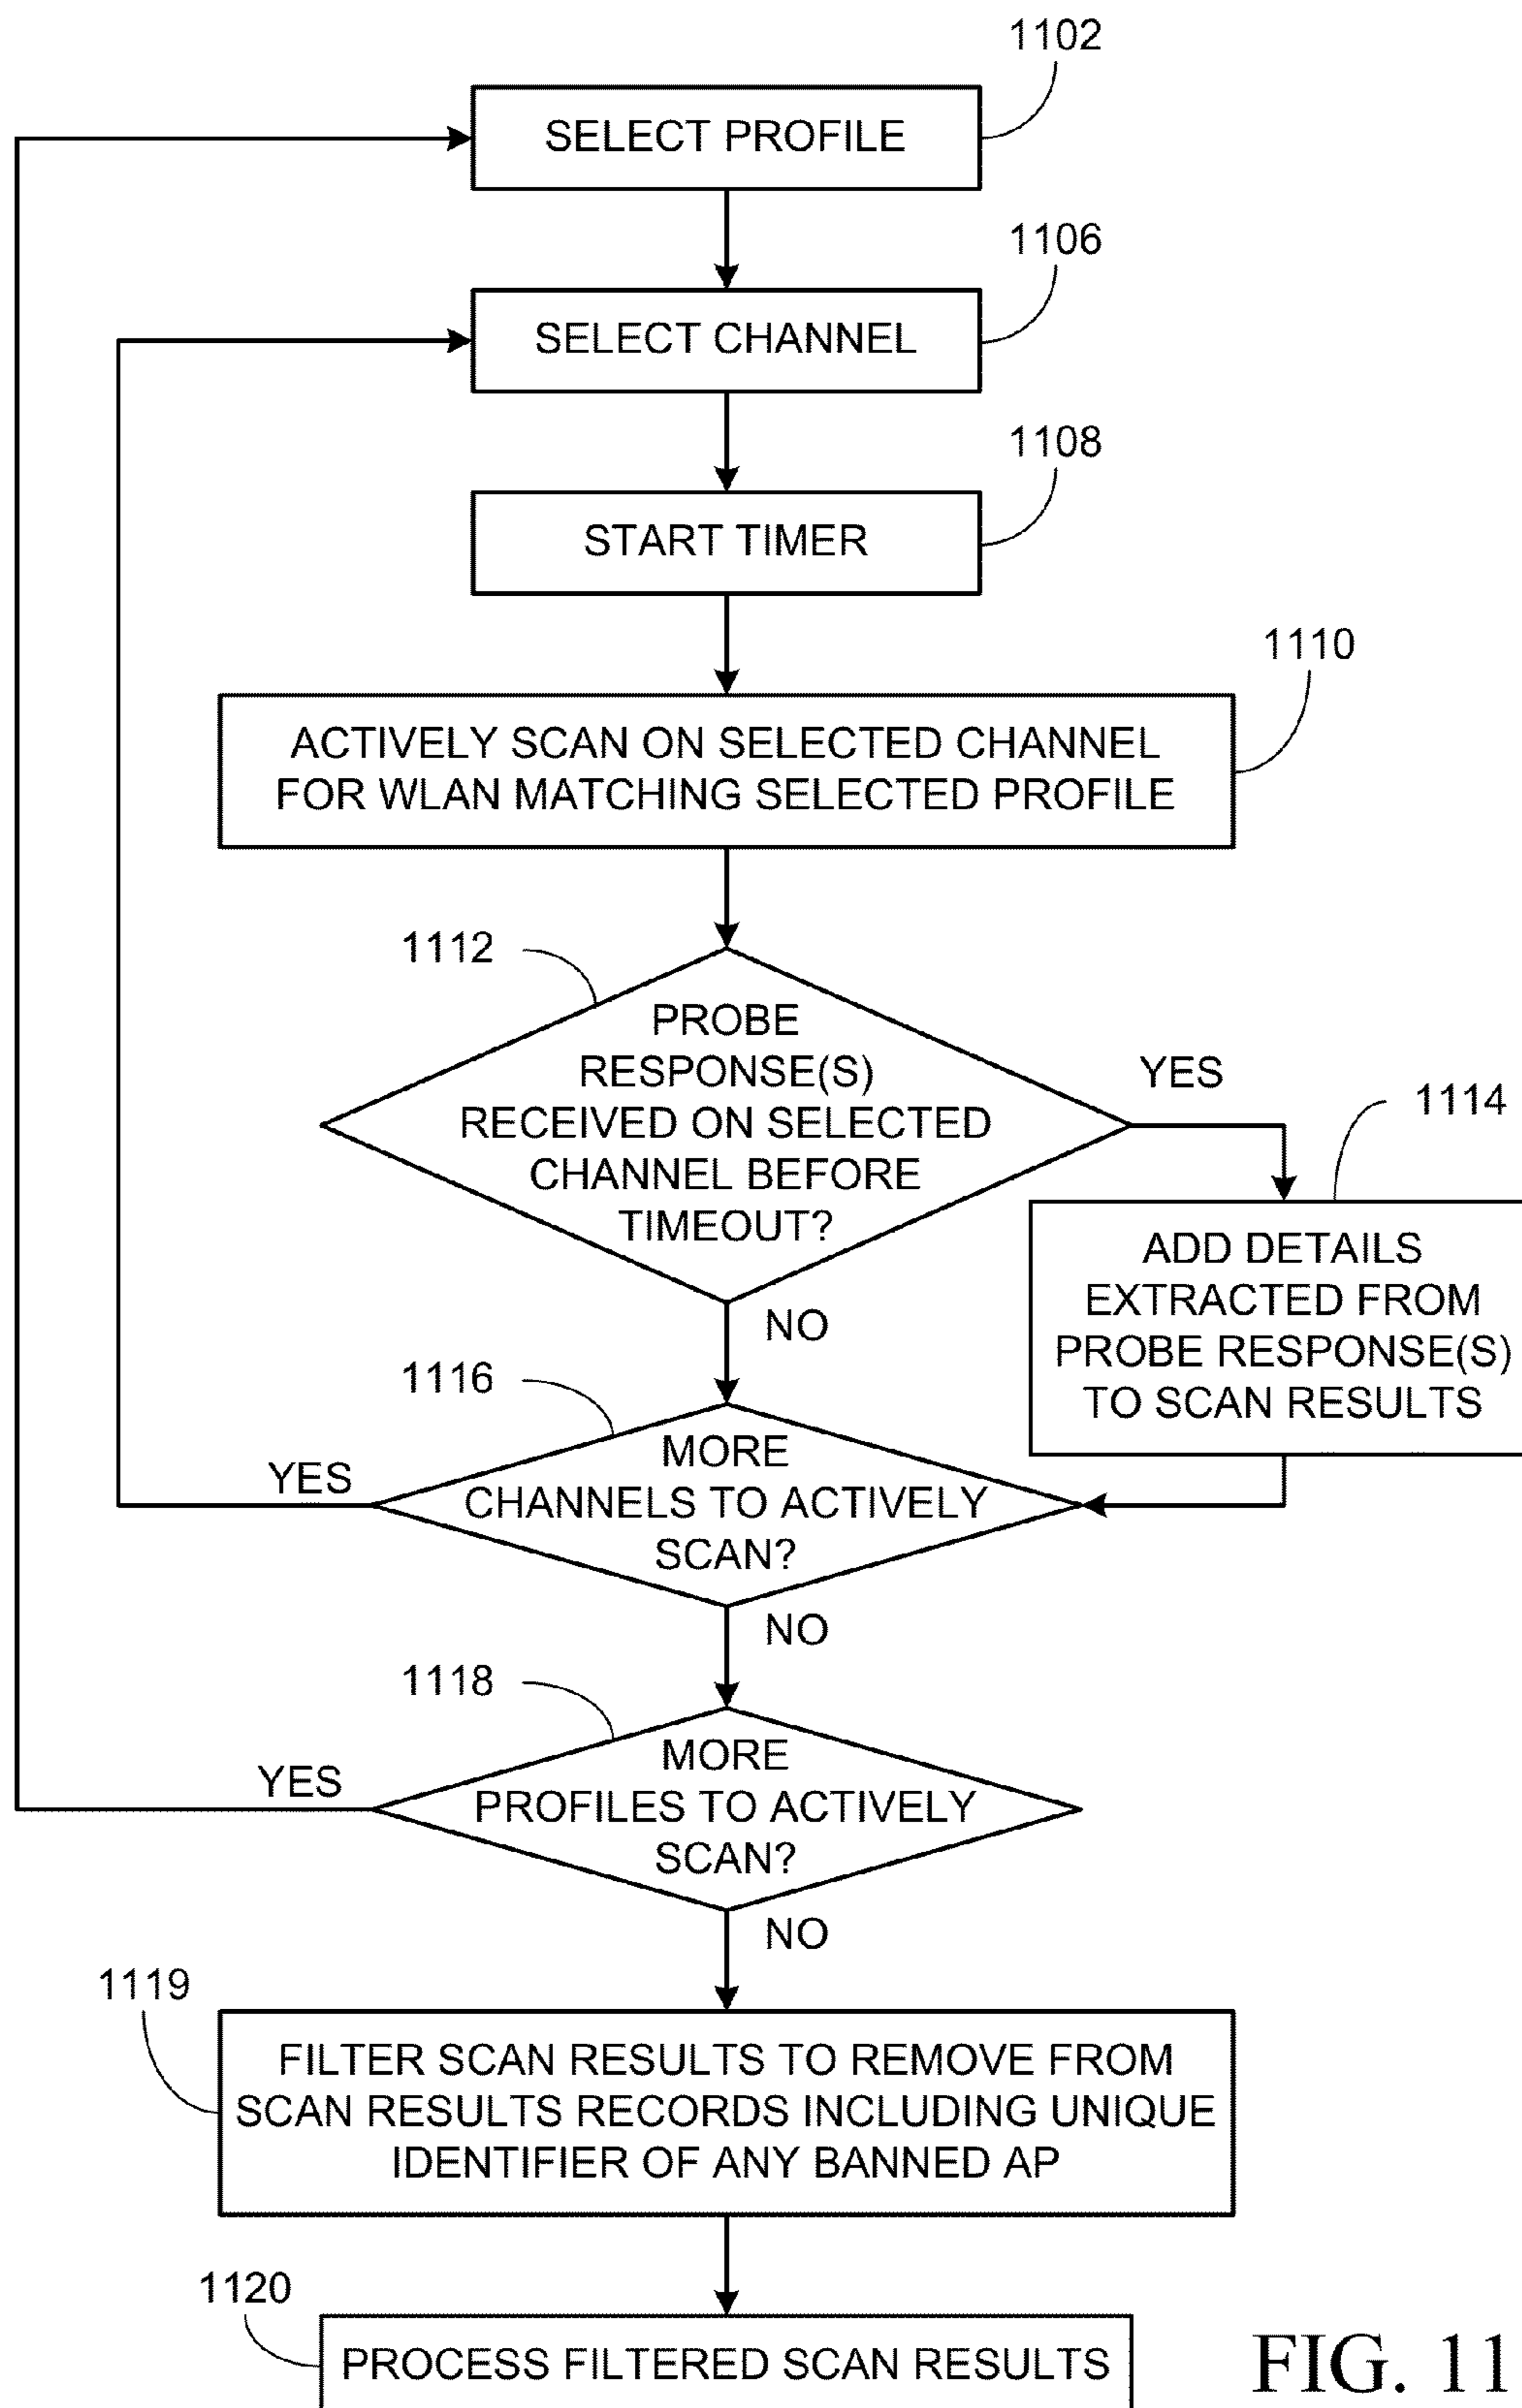 1102
SELECT PROFILE
1106
SELECT CHANNEL
1108
START TIMER
1110
ACTIVELY SCAN ON SELECTED CHANNEL
FOR WLAN MATCHING SELECTED PROFILE
1112
PROBE
RESPONSE(S)
RECEIVED ON SELECTED
CHANNEL BEFORE
TIMEOUT?
YES
1114
ADD DETAILS
EXTRACTED FROM
PROBE RESPONSE(S)
TO SCAN RESULTS
NO
1116
MORE
CHANNELS TO ACTIVELY
SCAN?
YES
NO
1118
MORE
PROFILES TO ACTIVELY
SCAN?
YES
NO
1119
FILTER SCAN RESULTS TO REMOVE FROM
SCAN RESULTS RECORDS INCLUDING UNIQUE
IDENTIFIER OF ANY BANNED AP
1120
PROCESS FILTERED SCAN RESULTS
FIG. 11